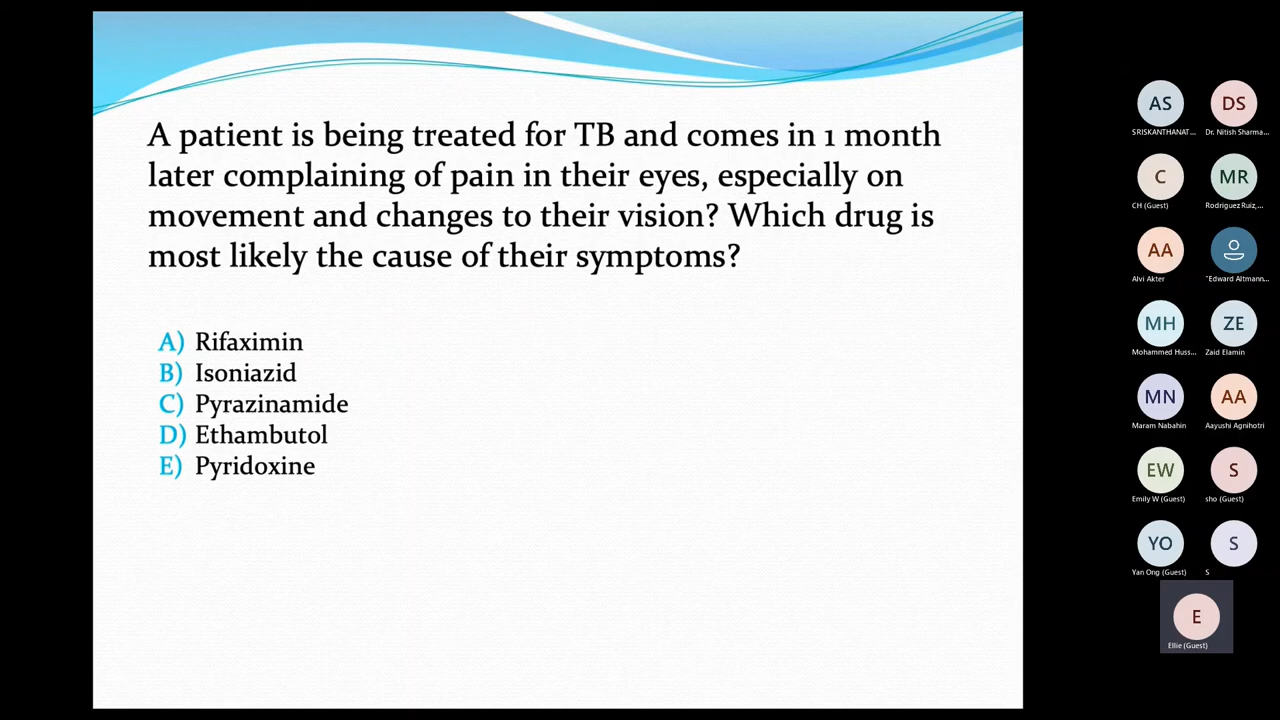 A patient is being treated for TB and comes in 1 month
later complaining of pain in their eyes, especially on
movement and changes to their vision? Which drug is
most likely the cause of their symptoms?
A) Rifaximin
B) Isoniazid
C) Pyrazinamide
D) Ethambutol
E) Pyridoxine
AS
SRISKANTHANAT...
DS
Dr. Nitish Sharma...
C
CH (Guest)
MR
Rodriguez Ruiz,...
AA
Alvi Akter
"Edward Altmann...
MH
Mohammed Huss...
ZE
Zaid Elamin
MN
Maram Nabahin
AA
Aayushi Agnihotri
EW
Emily W (Guest)
S
sho (Guest)
YO
Yan Ong (Guest)
S
S
E
Ellie (Guest)